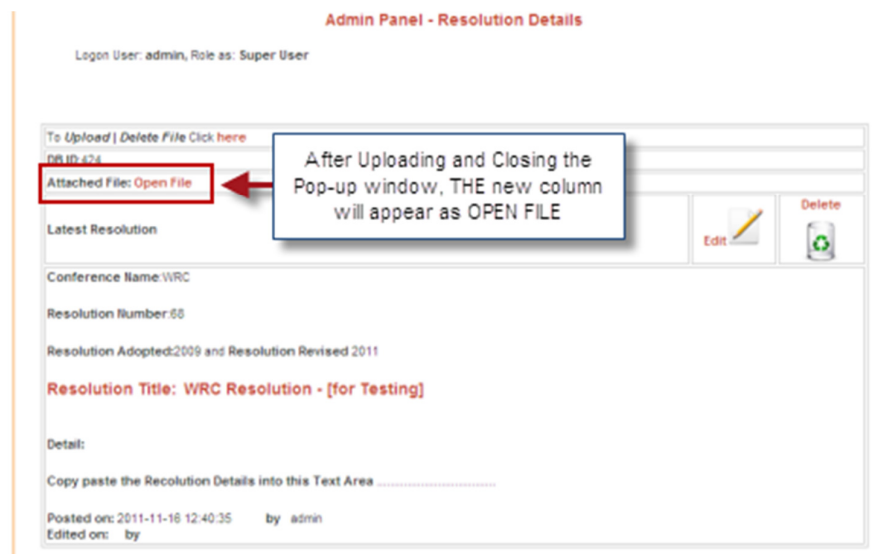 Admin Panel - Resolution Details
Logon User: admin, Role as: Super User
To Upload | Delete File Click here
DB ID:424
Attached File: Open File
After Uploading and Closing the
Pop-up window, THE new column
will appear as OPEN FILE
Latest Resolution
Edit
Delete
Conference Name:WRC
Resolution Number:68
Resolution Adopted:2009 and Resolution Revised 2011
Resolution Title: WRC Resolution - [for Testing]
Detail:
Copy paste the Recolution Details into this Text Area ................................
Posted on: 2011-11-16 12:40:35 by admin
Edited on: by